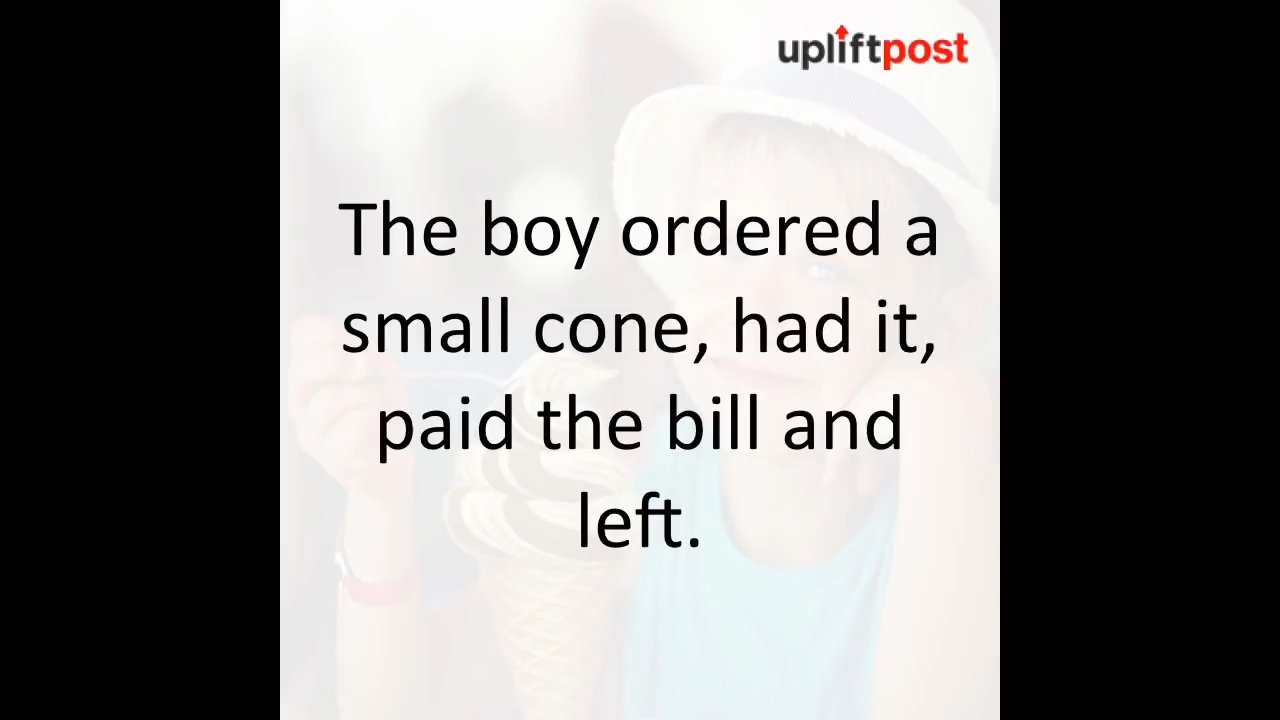 upliftpost
The boy ordered a
small cone, had it,
paid the bill and
left.